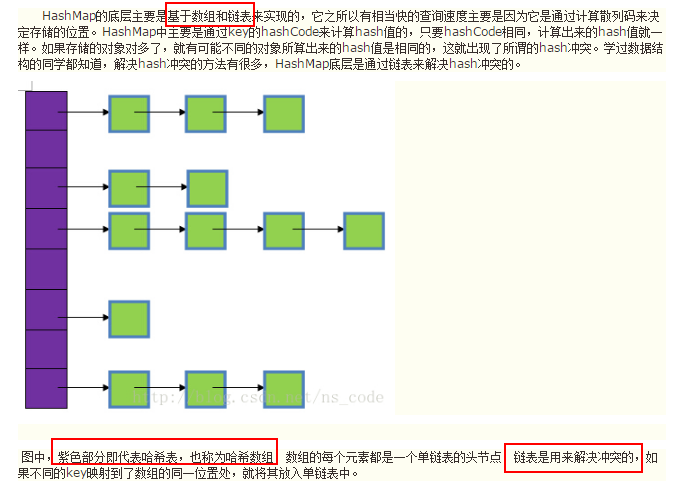 HashMap的底层主要是基于数组和链表来实现的，它之所以有相当快的查询速度主要是因为它是通过计算散列码来决
定存储的位置。HashMap中主要是通过key的hashCode来计算hash值的，只要hashCode相同，计算出来的hash值就一
样。如果存储的对象对多了，就有可能不同的对象所算出来的hash值是相同的，这就出现了所谓的hash冲突。学过数据结
构的同学都知道，解决hash冲突的方法有很多，HashMap底层是通过链表来解决hash冲突的。
http://blog.csdn.net/ns_code
图中，紫色部分即代表哈希表，也称为哈希数组，数组的每个元素都是一个单链表的头节点，链表是用来解决冲突的，如
果不同的key映射到了数组的同一位置处，就将其放入单链表中。